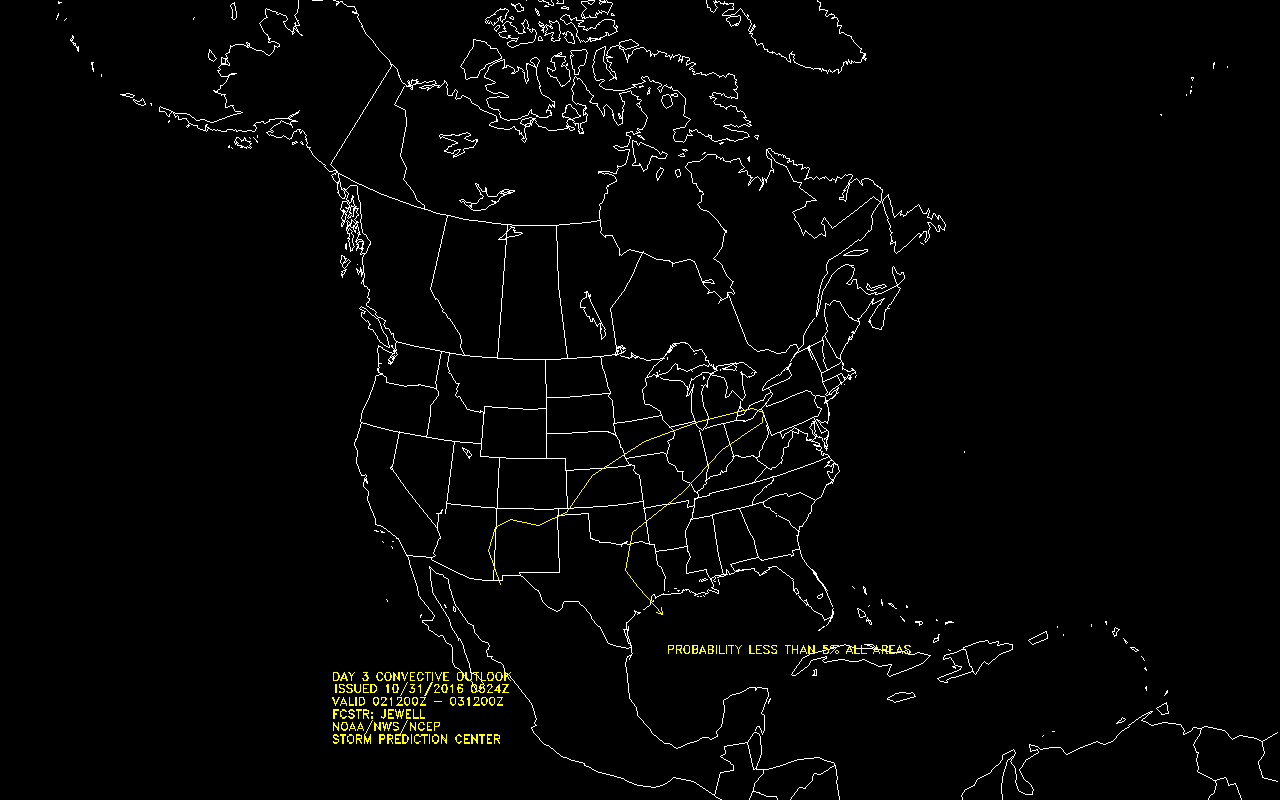 PROBABILITY LESS THAN 5% ALL AREAS
DAY 3 CONVECTIVE OUTLOOK
ISSUED 10/31/2016 0824Z
VALID 021200Z - 031200Z
FCSTR: JEWELL
NOAA/NWS/NCEP
STORM PREDICTION CENTER